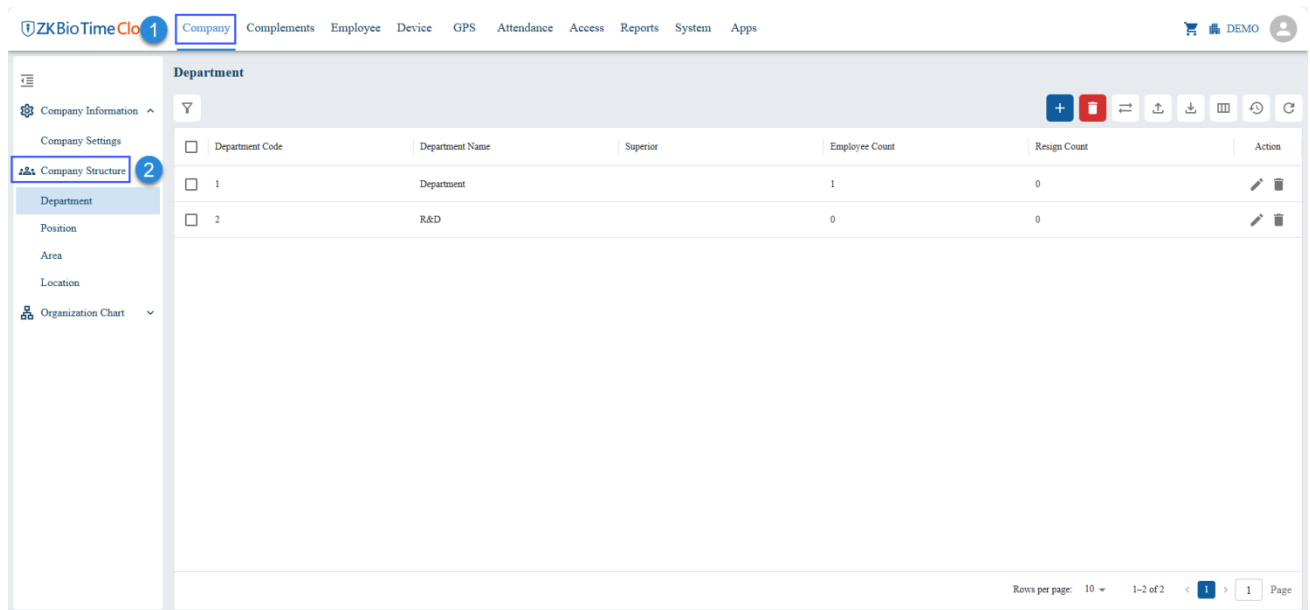 ZKBioTime Clo 1 Company Complements Employee Device GPS Attendance Access Reports System Apps DEMO
Department
Company Information
Company Settings
Department Code Department Name Superior Employee Count Resign Count Action
Company Structure 2
1 Department 1 0
Department
2 R&D 0 0
Position
Area
Location
Organization Chart
Rows per page: 10 1–2 of 2 < 1 > 1 Page